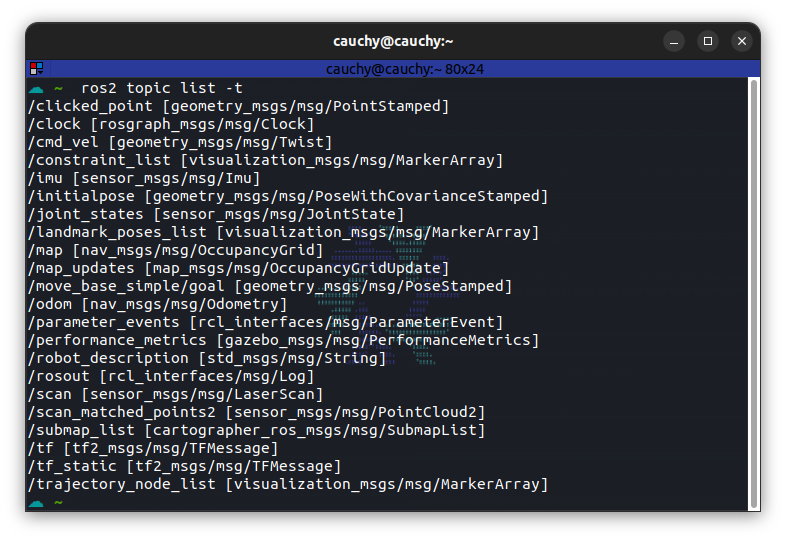 cauchy@cauchy:~
cauchy@cauchy:~ 80x24
~ ros2 topic list -t
/clicked_point [geometry_msgs/msg/PointStamped]
/clock [rosgraph_msgs/msg/Clock]
/cmd_vel [geometry_msgs/msg/Twist]
/constraint_list [visualization_msgs/msg/MarkerArray]
/imu [sensor_msgs/msg/Imu]
/initialpose [geometry_msgs/msg/PoseWithCovarianceStamped]
/joint_states [sensor_msgs/msg/JointState]
/landmark_poses_list [visualization_msgs/msg/MarkerArray]
/map [nav_msgs/msg/OccupancyGrid]
/map_updates [map_msgs/msg/OccupancyGridUpdate]
/move_base_simple/goal [geometry_msgs/msg/PoseStamped]
/odom [nav_msgs/msg/Odometry]
/parameter_events [rcl_interfaces/msg/ParameterEvent]
/performance_metrics [gazebo_msgs/msg/PerformanceMetrics]
/robot_description [std_msgs/msg/String]
/rosout [rcl_interfaces/msg/Log]
/scan [sensor_msgs/msg/LaserScan]
/scan_matched_points2 [sensor_msgs/msg/PointCloud2]
/submap_list [cartographer_ros_msgs/msg/SubmapList]
/tf [tf2_msgs/msg/TFMessage]
/tf_static [tf2_msgs/msg/TFMessage]
/trajectory_node_list [visualization_msgs/msg/MarkerArray]
~